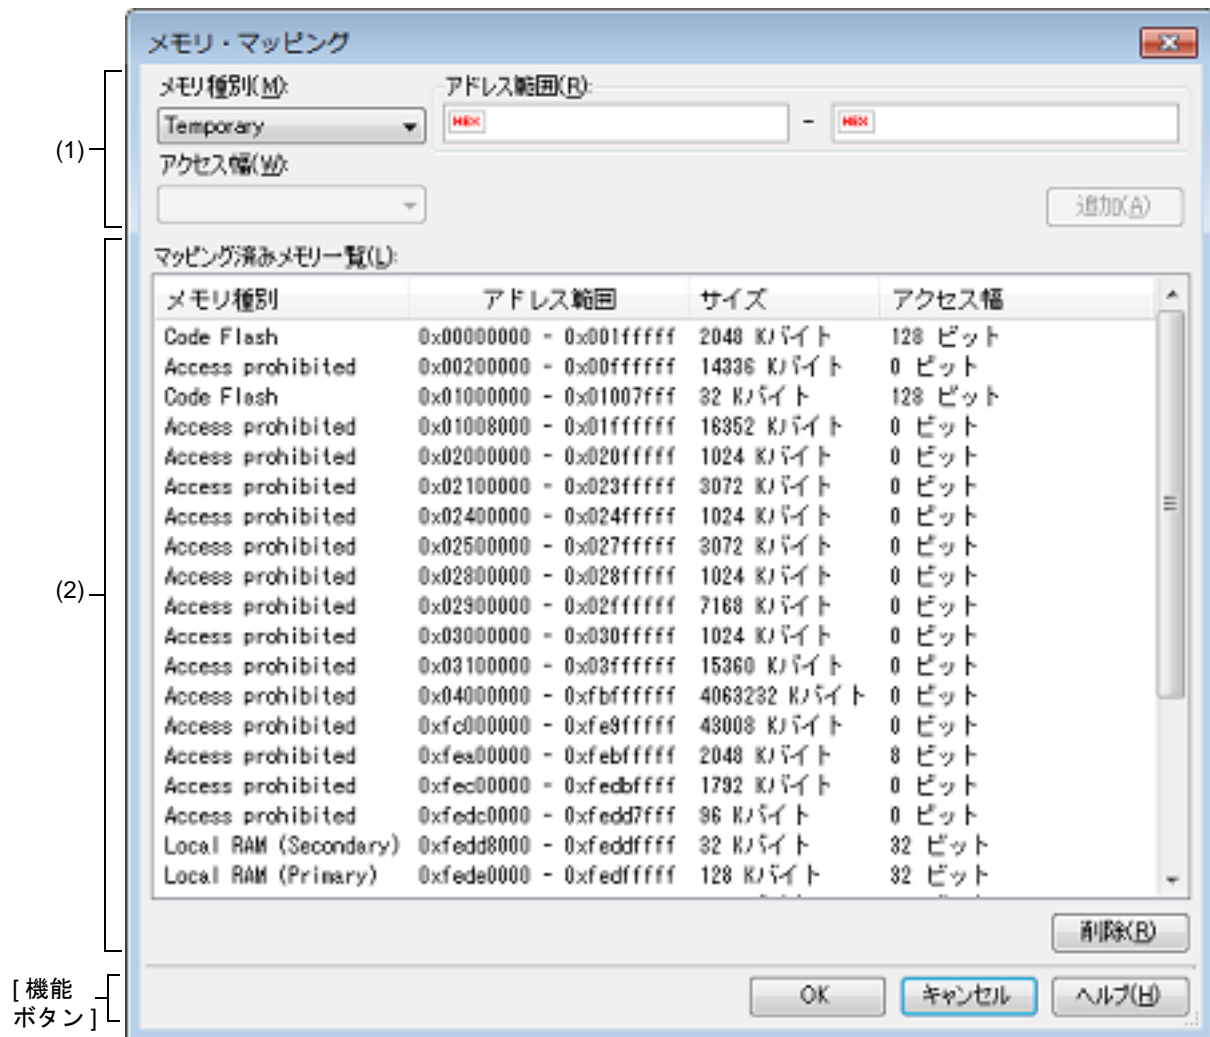 メモリ・マッピング
メモリ種別(M):
アドレス範囲(R):
Temporary
HEX - HEX
(1)
アクセス幅(W):
追加(A)
マッピング済みメモリ一覧(L):
メモリ種別 アドレス範囲 サイズ アクセス幅
Code Flash 0x00000000 - 0x001fffff 2048 Kバイト 128 ビット
Access prohibited 0x00200000 - 0x00ffffff 14336 Kバイト 0 ビット
Code Flash 0x01000000 - 0x01007fff 32 Kバイト 128 ビット
Access prohibited 0x01008000 - 0x01ffffff 16352 Kバイト 0 ビット
Access prohibited 0x02000000 - 0x020fffff 1024 Kバイト 0 ビット
Access prohibited 0x02100000 - 0x023fffff 3072 Kバイト 0 ビット
Access prohibited 0x02400000 - 0x024fffff 1024 Kバイト 0 ビット
Access prohibited 0x02500000 - 0x027fffff 3072 Kバイト 0 ビット
Access prohibited 0x02800000 - 0x028fffff 1024 Kバイト 0 ビット
(2)
Access prohibited 0x02900000 - 0x02ffffff 7168 Kバイト 0 ビット
Access prohibited 0x03000000 - 0x030fffff 1024 Kバイト 0 ビット
Access prohibited 0x03100000 - 0x03ffffff 15360 Kバイト 0 ビット
Access prohibited 0x04000000 - 0xfbffffff 4063232 Kバイト 0 ビット
Access prohibited 0xfc000000 - 0xfe9fffff 43008 Kバイト 0 ビット
Access prohibited 0xfea00000 - 0xfebfffff 2048 Kバイト 8 ビット
Access prohibited 0xfec00000 - 0xfedbffff 1792 Kバイト 0 ビット
Access prohibited 0xfedc0000 - 0xfedd7fff 96 Kバイト 0 ビット
Local RAM (Secondary) 0xfedd8000 - 0xfeddffff 32 Kバイト 32 ビット
Local RAM (Primary) 0xfede0000 - 0xfedfffff 128 Kバイト 32 ビット
削除(R)
[ 機能
ボタン ]
OK キャンセル ヘルプ(H)